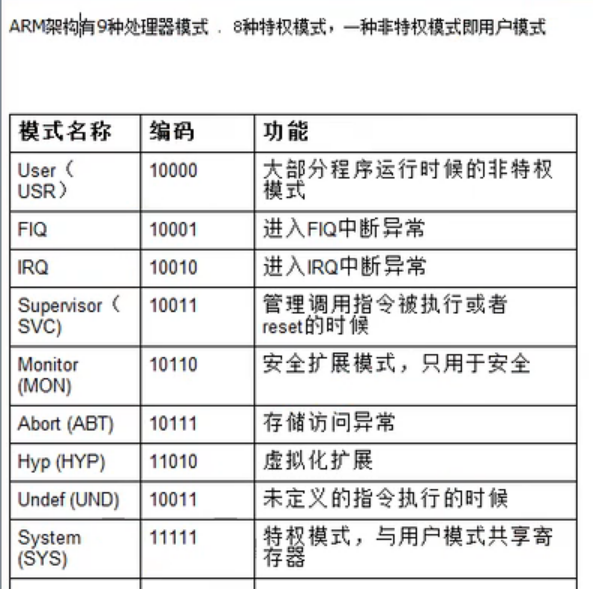 ARM架构有9种处理器模式 . 8种特权模式，一种非特权模式即用户模式
模式名称 编码 功能
User（ 10000 大部分程序运行时候的非特权
USR） 模式
FIQ 10001 进入FIQ中断异常
IRQ 10010 进入IRQ中断异常
Supervisor（ 10011 管理调用指令被执行或者
SVC) reset的时候
Monitor 10110 安全扩展模式，只用于安全
(MON)
Abort (ABT) 10111 存储访问异常
Hyp (HYP) 11010 虚拟化扩展
Undef (UND) 10011 未定义的指令执行的时候
System 11111 特权模式，与用户模式共享寄
(SYS) 存器